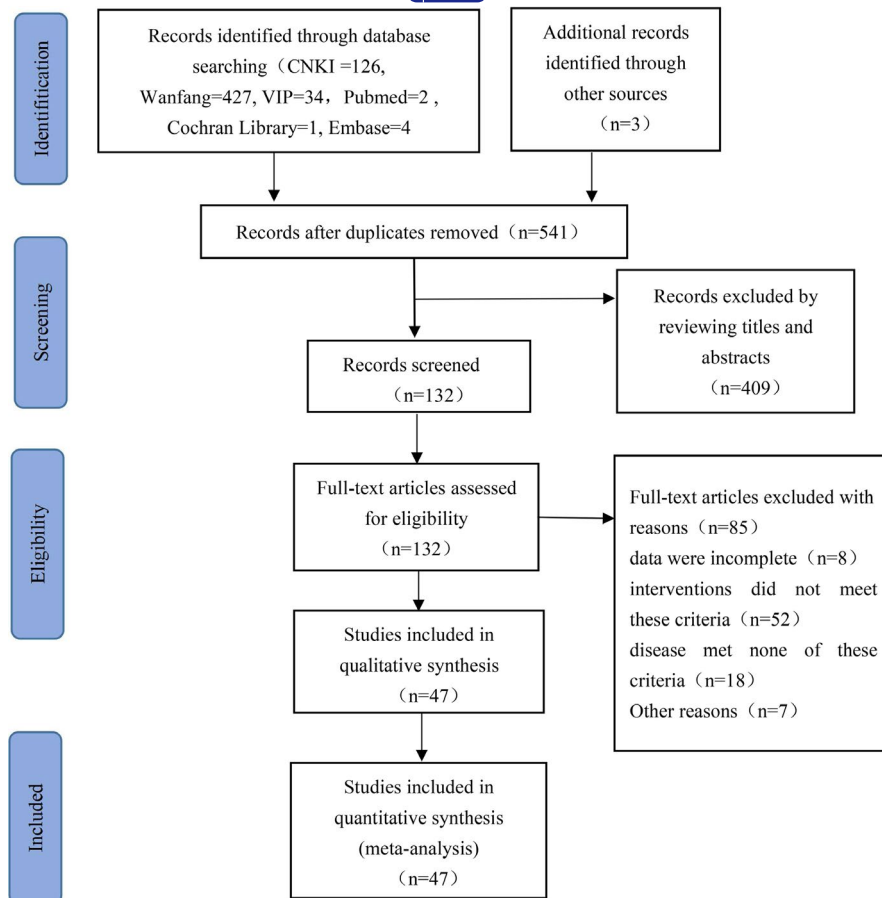 Identifitication
Records identified through database
searching（CNKI =126,
Wanfang=427, VIP=34，Pubmed=2 ,
Cochran Library=1, Embase=4
Additional records
identified through
other sources
（n=3）
Records after duplicates removed（n=541）
Screening
Records excluded by
reviewing titles and
abstracts
（n=409）
Records screened
（n=132）
Eligibility
Full-text articles assessed
for eligibility
（n=132）
Full-text articles excluded with
reasons（n=85）
data were incomplete（n=8）
interventions did not meet
these criteria（n=52）
disease met none of these
criteria（n=18）
Other reasons（n=7）
Studies included in
qualitative synthesis
（n=47）
Included
Studies included in
quantitative synthesis
(meta-analysis)
（n=47）